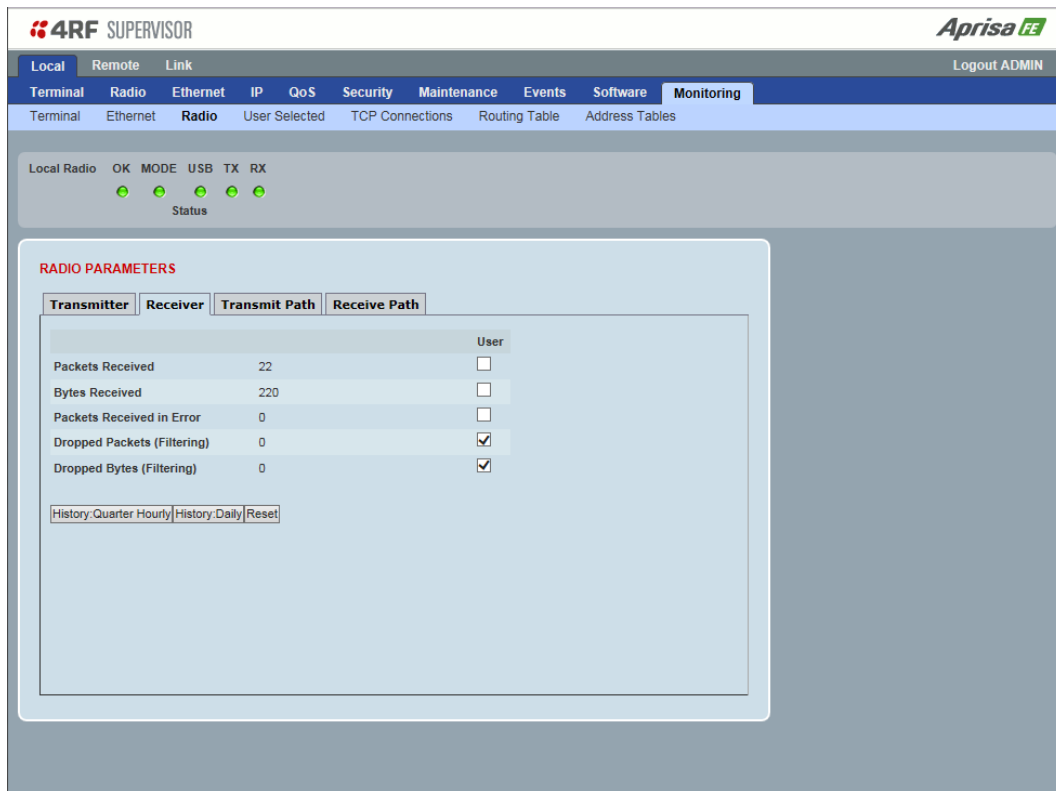 4RF SUPERVISOR Aprisa FE
Local Remote Link Logout ADMIN
Terminal Radio Ethernet IP QoS Security Maintenance Events Software Monitoring
Terminal Ethernet Radio User Selected TCP Connections Routing Table Address Tables
Local Radio OK MODE USB TX RX
Status
RADIO PARAMETERS
Transmitter Receiver Transmit Path Receive Path
User
Packets Received 22
Bytes Received 220
Packets Received in Error 0
Dropped Packets (Filtering) 0
Dropped Bytes (Filtering) 0
History:Quarter Hourly History:Daily Reset